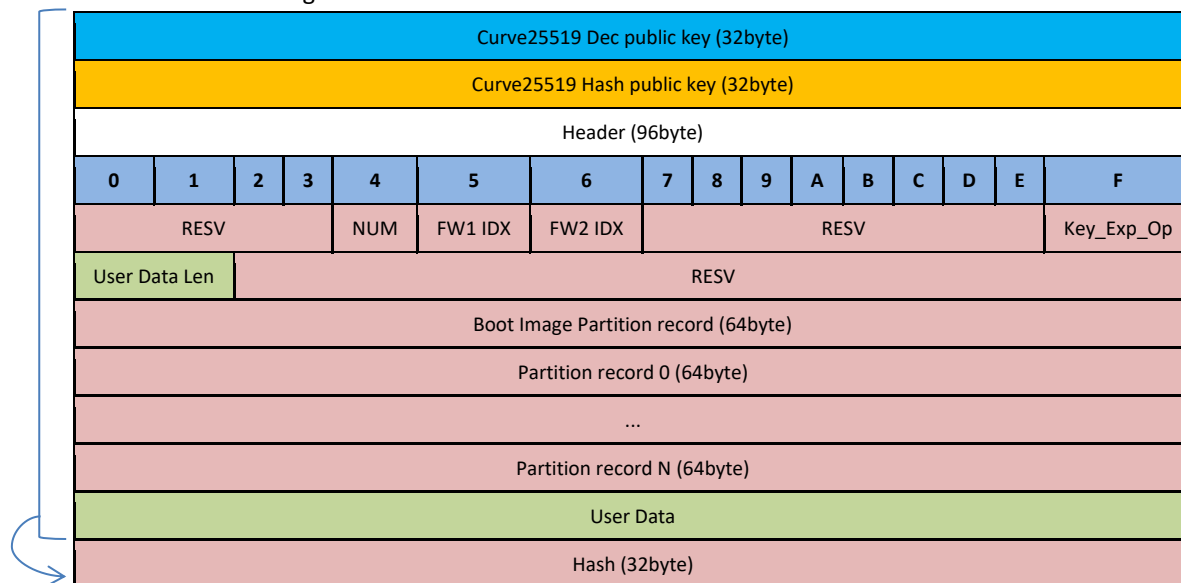 Curve25519 Dec public key (32byte)
Curve25519 Hash public key (32byte)
Header (96byte)
0 1 2 3 4 5 6 7 8 9 A B C D E F
RESV NUM FW1 IDX FW2 IDX RESV Key_Exp_Op
User Data Len RESV
Boot Image Partition record (64byte)
Partition record 0 (64byte)
...
Partition record N (64byte)
User Data
Hash (32byte)